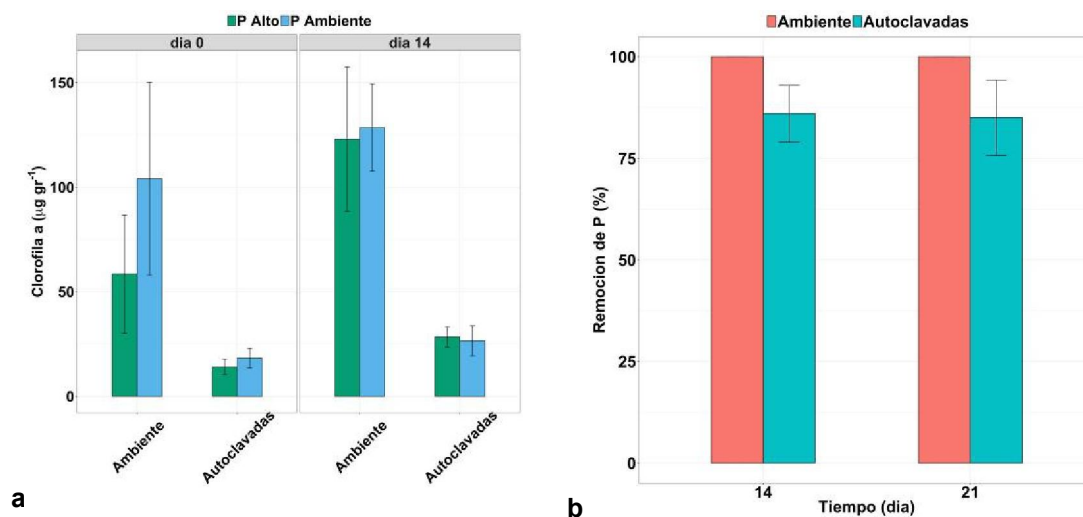 P Alto P Ambiente
dia 0 dia 14
Clorofila a (µg gr⁻¹)
150
100
50
0
Ambiente Autoclavadas Ambiente Autoclavadas
a
Ambiente Autoclavadas
Remocion de P (%)
100
75
50
25
0
14 21
Tiempo (dia)
b